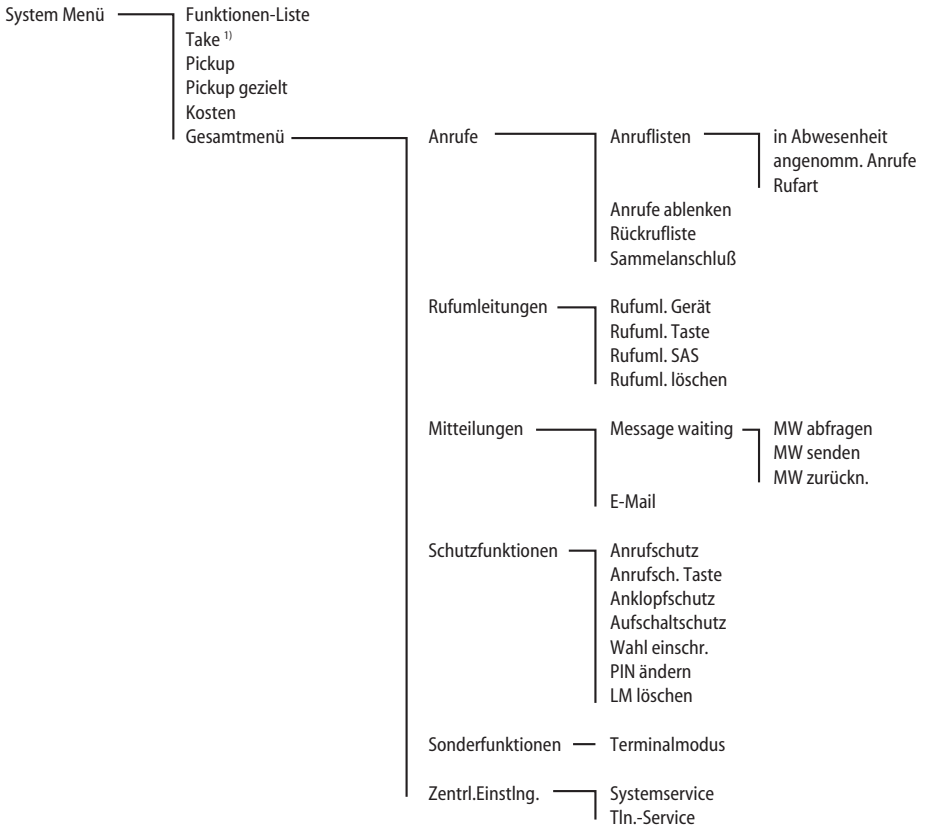 System Menü
Funktionen-Liste
Take 1)
Pickup
Pickup gezielt
Kosten
Gesamtmenü
Anrufe
Anruflisten
in Abwesenheit
angenomm. Anrufe
Rufart
Anrufe ablenken
Rückrufliste
Sammelanschluß
Rufumleitungen
Rufuml. Gerät
Rufuml. Taste
Rufuml. SAS
Rufuml. löschen
Mitteilungen
Message waiting
MW abfragen
MW senden
MW zurückn.
E-Mail
Schutzfunktionen
Anrufschutz
Anrufsch. Taste
Anklopfschutz
Aufschaltschutz
Wahl einschr.
PIN ändern
LM löschen
Sonderfunktionen
Terminalmodus
Zentrl.Einstlng.
Systemservice
Tln.-Service